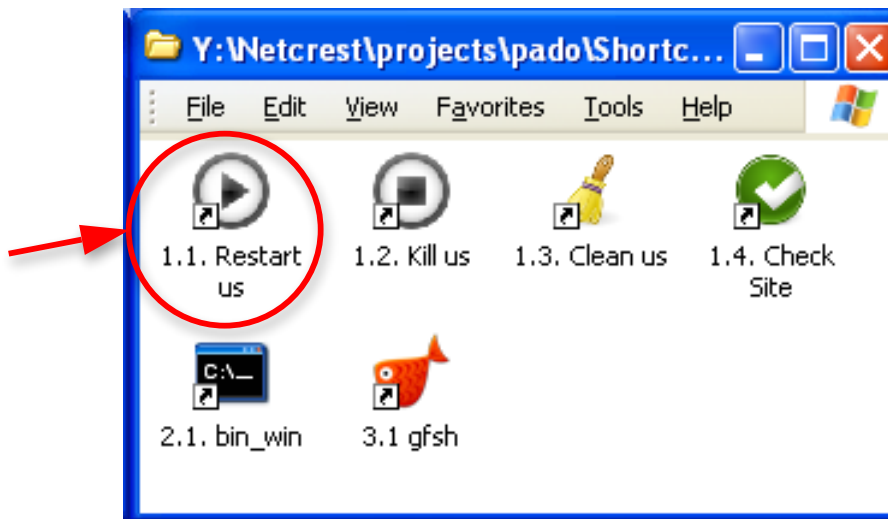 Y:\Netcrest\projects\pado\Shortc...
File Edit View Favorites Tools Help
1.1. Restart us
1.2. Kill us
1.3. Clean us
1.4. Check Site
C:\_
2.1. bin_win
3.1 gfsh